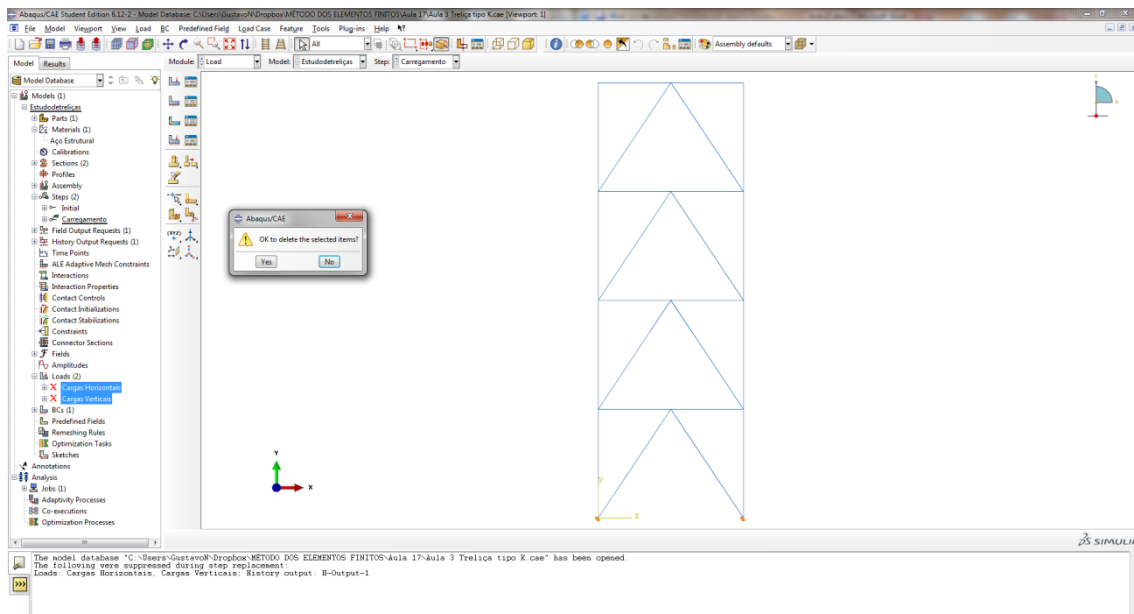 Abaqus/CAE Student Edition 6.12-2 - Model Database: C:\Users\GustavoN\Dropbox\MÉTODO DOS ELEMENTOS FINITOS\Aula 17\Aula 3 Treliça tipo K.cae [Viewport: 1]
File Model Viewport View Load BC Predefined Field Load Case Feature Tools Plug-ins Help
All
Assembly defaults
Model Results
Module: Load Model: Estudodetreliças Step: Carregamento
Model Database
Models (1)
Estudodetreliças
Parts (1)
Materials (1)
Aço Estrutural
Calibrations
Sections (2)
Profiles
Assembly
Steps (2)
Initial
Carregamento
Field Output Requests (1)
History Output Requests (1)
Time Points
ALE Adaptive Mesh Constraints
Interactions
Interaction Properties
Contact Controls
Contact Initializations
Contact Stabilizations
Constraints
Connector Sections
Fields
Amplitudes
Loads (2)
Cargas Horizontais
Cargas Verticais
BCs (1)
Predefined Fields
Remeshing Rules
Optimization Tasks
Sketches
Annotations
Analysis
Jobs (1)
Adaptivity Processes
Co-executions
Optimization Processes
(XYZ)
Abaqus/CAE
OK to delete the selected items?
Yes No
Y
X
Y
X
SIMULIA
The model database "C:\Users\GustavoN\Dropbox\MÉTODO DOS ELEMENTOS FINITOS\Aula 17\Aula 3 Treliça tipo K.cae" has been opened.
The following were suppressed during step replacement:
Loads: Cargas Horizontais, Cargas Verticais; History output: H-Output-1
>>>